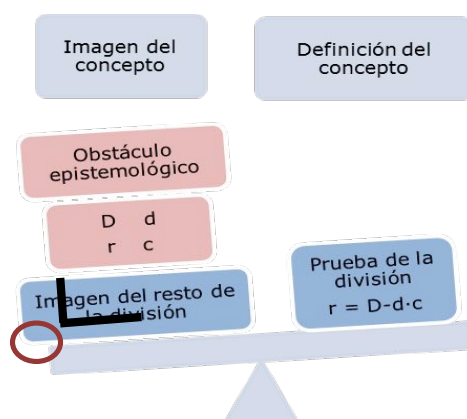 Imagen del
concepto
Definición del
concepto
Obstáculo
epistemológico
D d
r c
Imagen del resto de
la división
Prueba de la
división
r = D-d·c